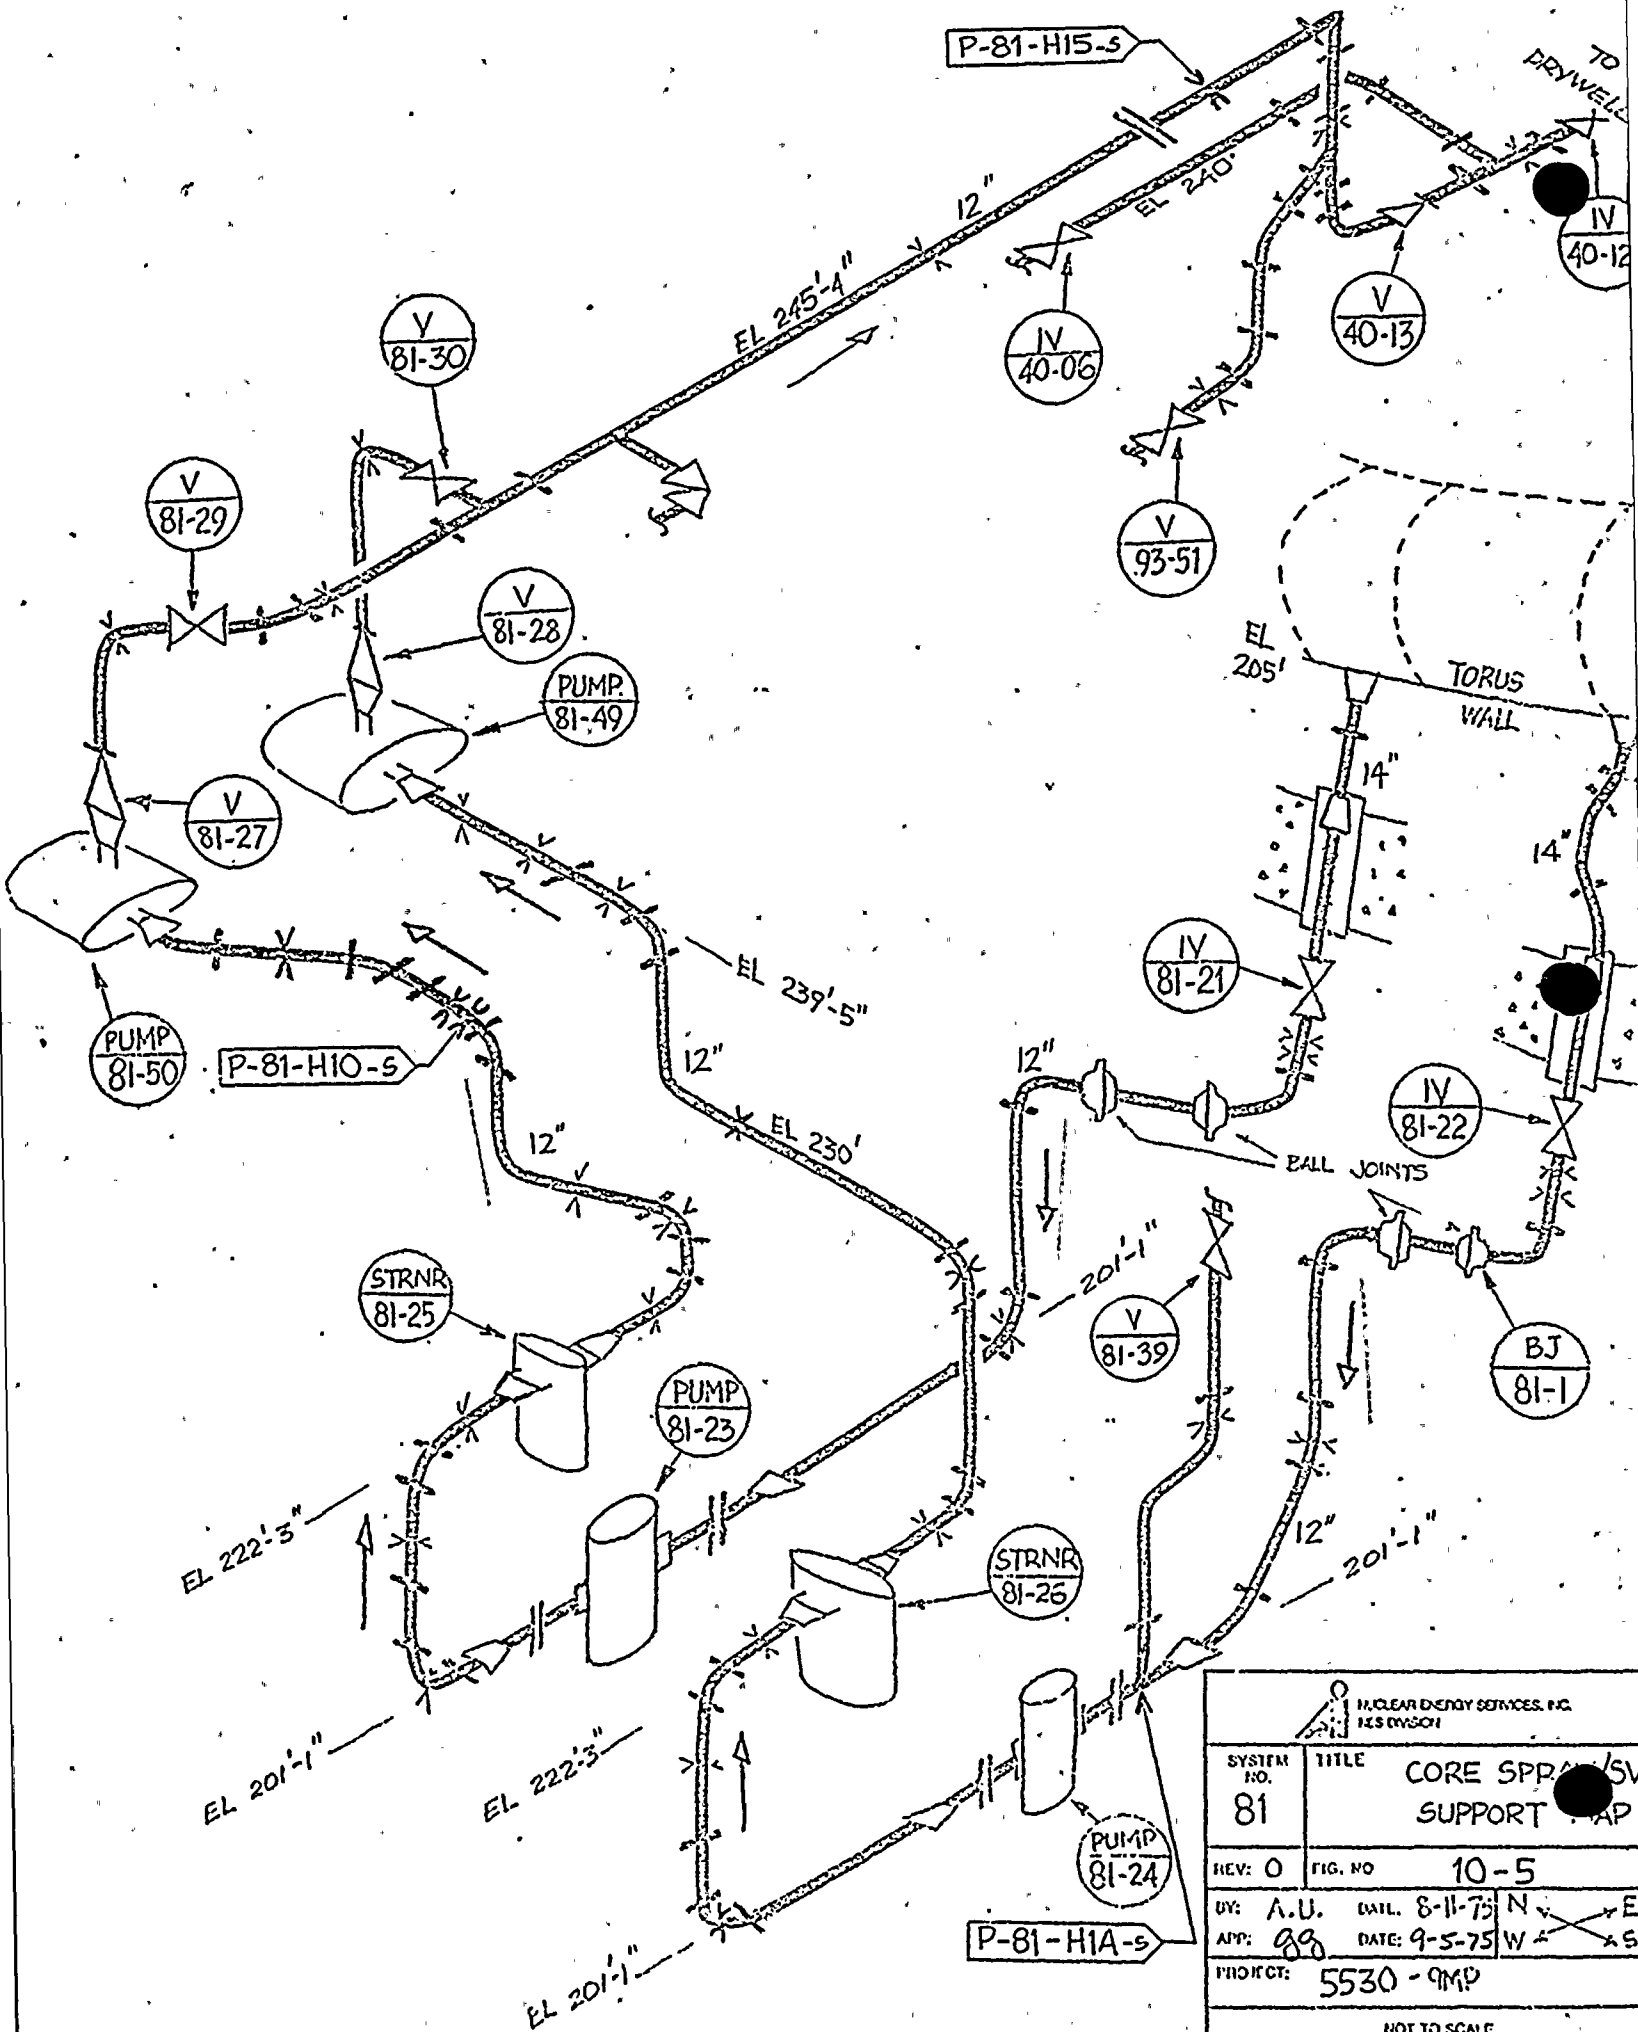 P-81-H15-S
TO
DRYWELL
12"
EL 240'
IV
40-12
EL 245'-4"
V
81-30
IV
40-06
V
40-13
V
81-29
V
93-51
V
81-28
EL
205'
PUMP
81-49
TORUS
WALL
14"
V
81-27
14"
EL 239'-5"
IV
81-21
PUMP
81-50
P-81-H10-S
12"
12"
IV
81-22
12"
EL 230'
BALL JOINTS
STRNR
81-25
201'-1"
V
81-39
BJ
81-1
PUMP
81-23
EL 222'-3"
12"
STRNR
81-26
201'-1"
EL 201'-1"
EL 222'-3"
PUMP
81-24
P-81-H1A-S
EL 201'-1"
NUCLEAR ENERGY SERVICES, INC.
NES DIVISION
SYSTEM NO.
81
TITLE
CORE
SUPPORT
REV: 0 FIG. NO 10-5
BY: A.U. DATE. 8-11-75 N E
APP: gg DATE: 9-5-75 W S
PROJECT: 5530-9MP
NOT TO SCALE